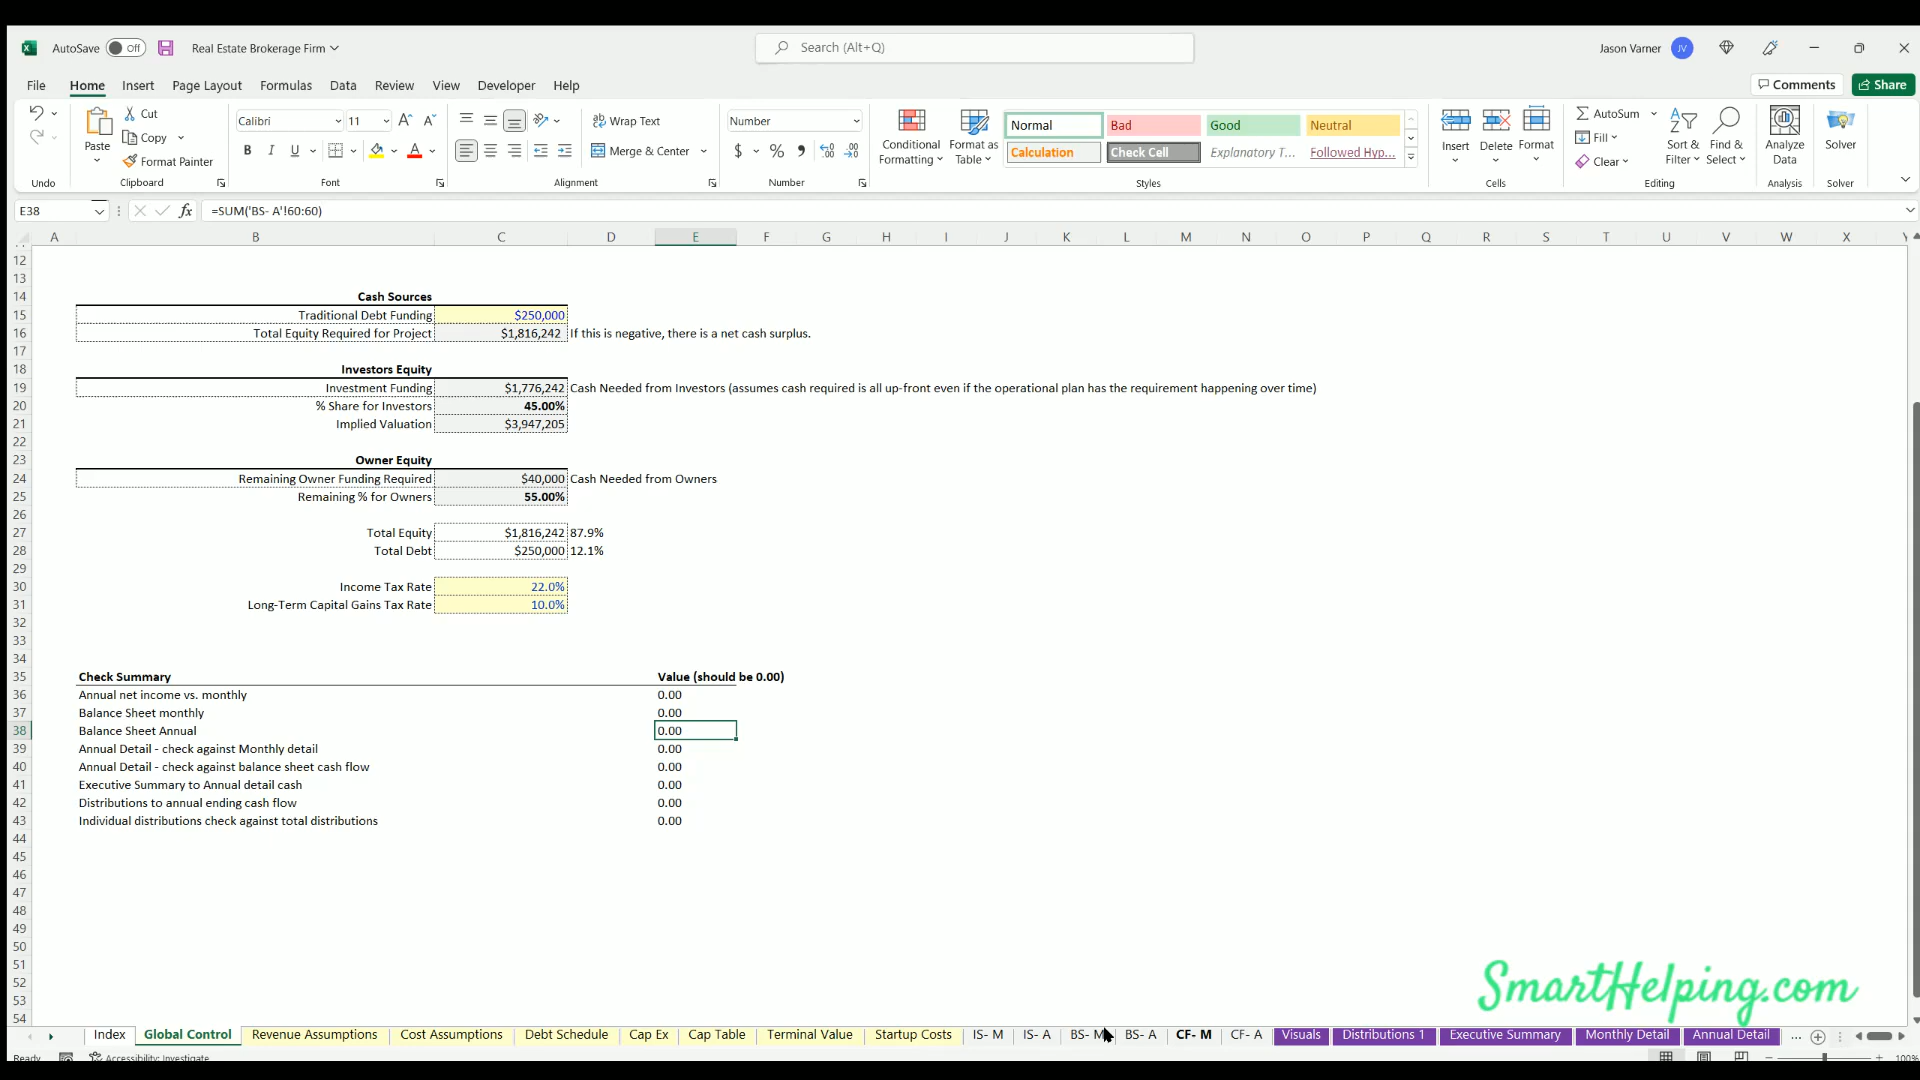 AutoSave Off Real Estate Brokerage Firm Search (Alt+Q) Jason Varner JV
File Home Insert Page Layout Formulas Data Review View Developer Help Comments Share
Cut Calibri 11 Wrap Text Number Normal Bad Good Neutral AutoSum
Copy Fill
Paste Format Painter B I U Merge & Center $ % Conditional Formatting Format as Table Calculation Check Cell Explanatory T... Followed Hyp... Insert Delete Format Clear Sort & Filter Find & Select Analyze Data Solver
Undo Clipboard Font Alignment Number Styles Cells Editing Analysis Solver
E38 fx =SUM('BS- A'!60:60)
A B C D E F G H I J K L M N O P Q R S T U V W X
12
13
14 Cash Sources
15 Traditional Debt Funding $250,000
16 Total Equity Required for Project $1,816,242 If this is negative, there is a net cash surplus.
17
18 Investors Equity
19 Investment Funding $1,776,242 Cash Needed from Investors (assumes cash required is all up-front even if the operational plan has the requirement happening over time)
20 % Share for Investors 45.00%
21 Implied Valuation $3,947,205
22
23 Owner Equity
24 Remaining Owner Funding Required $40,000 Cash Needed from Owners
25 Remaining % for Owners 55.00%
26
27 Total Equity $1,816,242 87.9%
28 Total Debt $250,000 12.1%
29
30 Income Tax Rate 22.0%
31 Long-Term Capital Gains Tax Rate 10.0%
32
33
34
35 Check Summary Value (should be 0.00)
36 Annual net income vs. monthly 0.00
37 Balance Sheet monthly 0.00
38 Balance Sheet Annual 0.00
39 Annual Detail - check against Monthly detail 0.00
40 Annual Detail - check against balance sheet cash flow 0.00
41 Executive Summary to Annual detail cash 0.00
42 Distributions to annual ending cash flow 0.00
43 Individual distributions check against total distributions 0.00
44
45
46
47
48
49
50
51
52
53
54
SmartHelping.com
Index Global Control Revenue Assumptions Cost Assumptions Debt Schedule Cap Ex Cap Table Terminal Value Startup Costs IS- M IS- A BS- M BS- A CF- M CF- A Visuals Distributions 1 Executive Summary Monthly Detail Annual Detail ...
Ready Accessibility: Investigate 100%